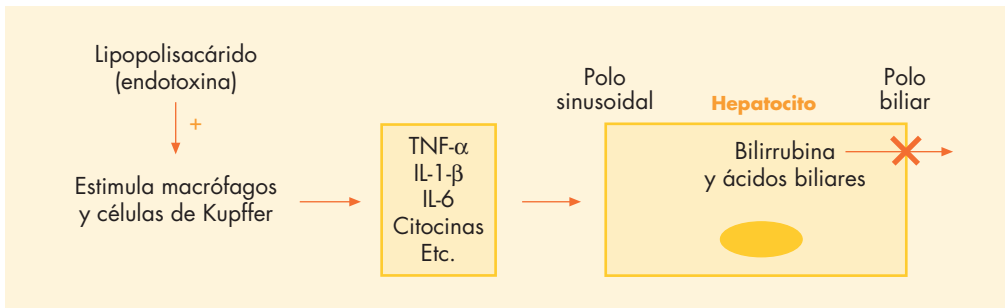 Lipopolisacárido
(endotoxina)
+
Estimula macrófagos
y células de Kupffer
TNF-α
IL-1-β
IL-6
Citocinas
Etc.
Polo
sinusoidal
Hepatocito
Polo
biliar
Bilirrubina
y ácidos biliares